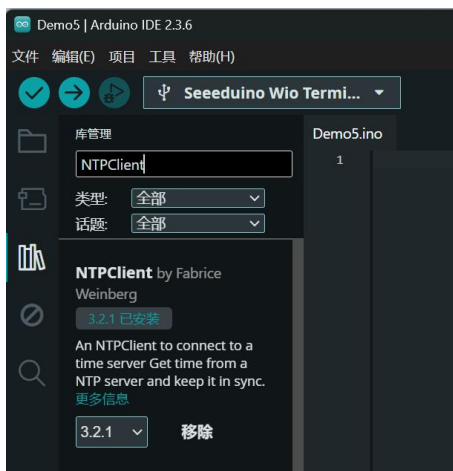 Demo5 | Arduino IDE 2.3.6
文件 编辑(E) 项目 工具 帮助(H)
Seeeduino Wio Termi...
库管理
Demo5.ino
NTPClient
1
类型: 全部
话题: 全部
NTPClient by Fabrice
Weinberg
3.2.1 已安装
An NTPClient to connect to a
time server Get time from a
NTP server and keep it in sync.
更多信息
3.2.1 移除